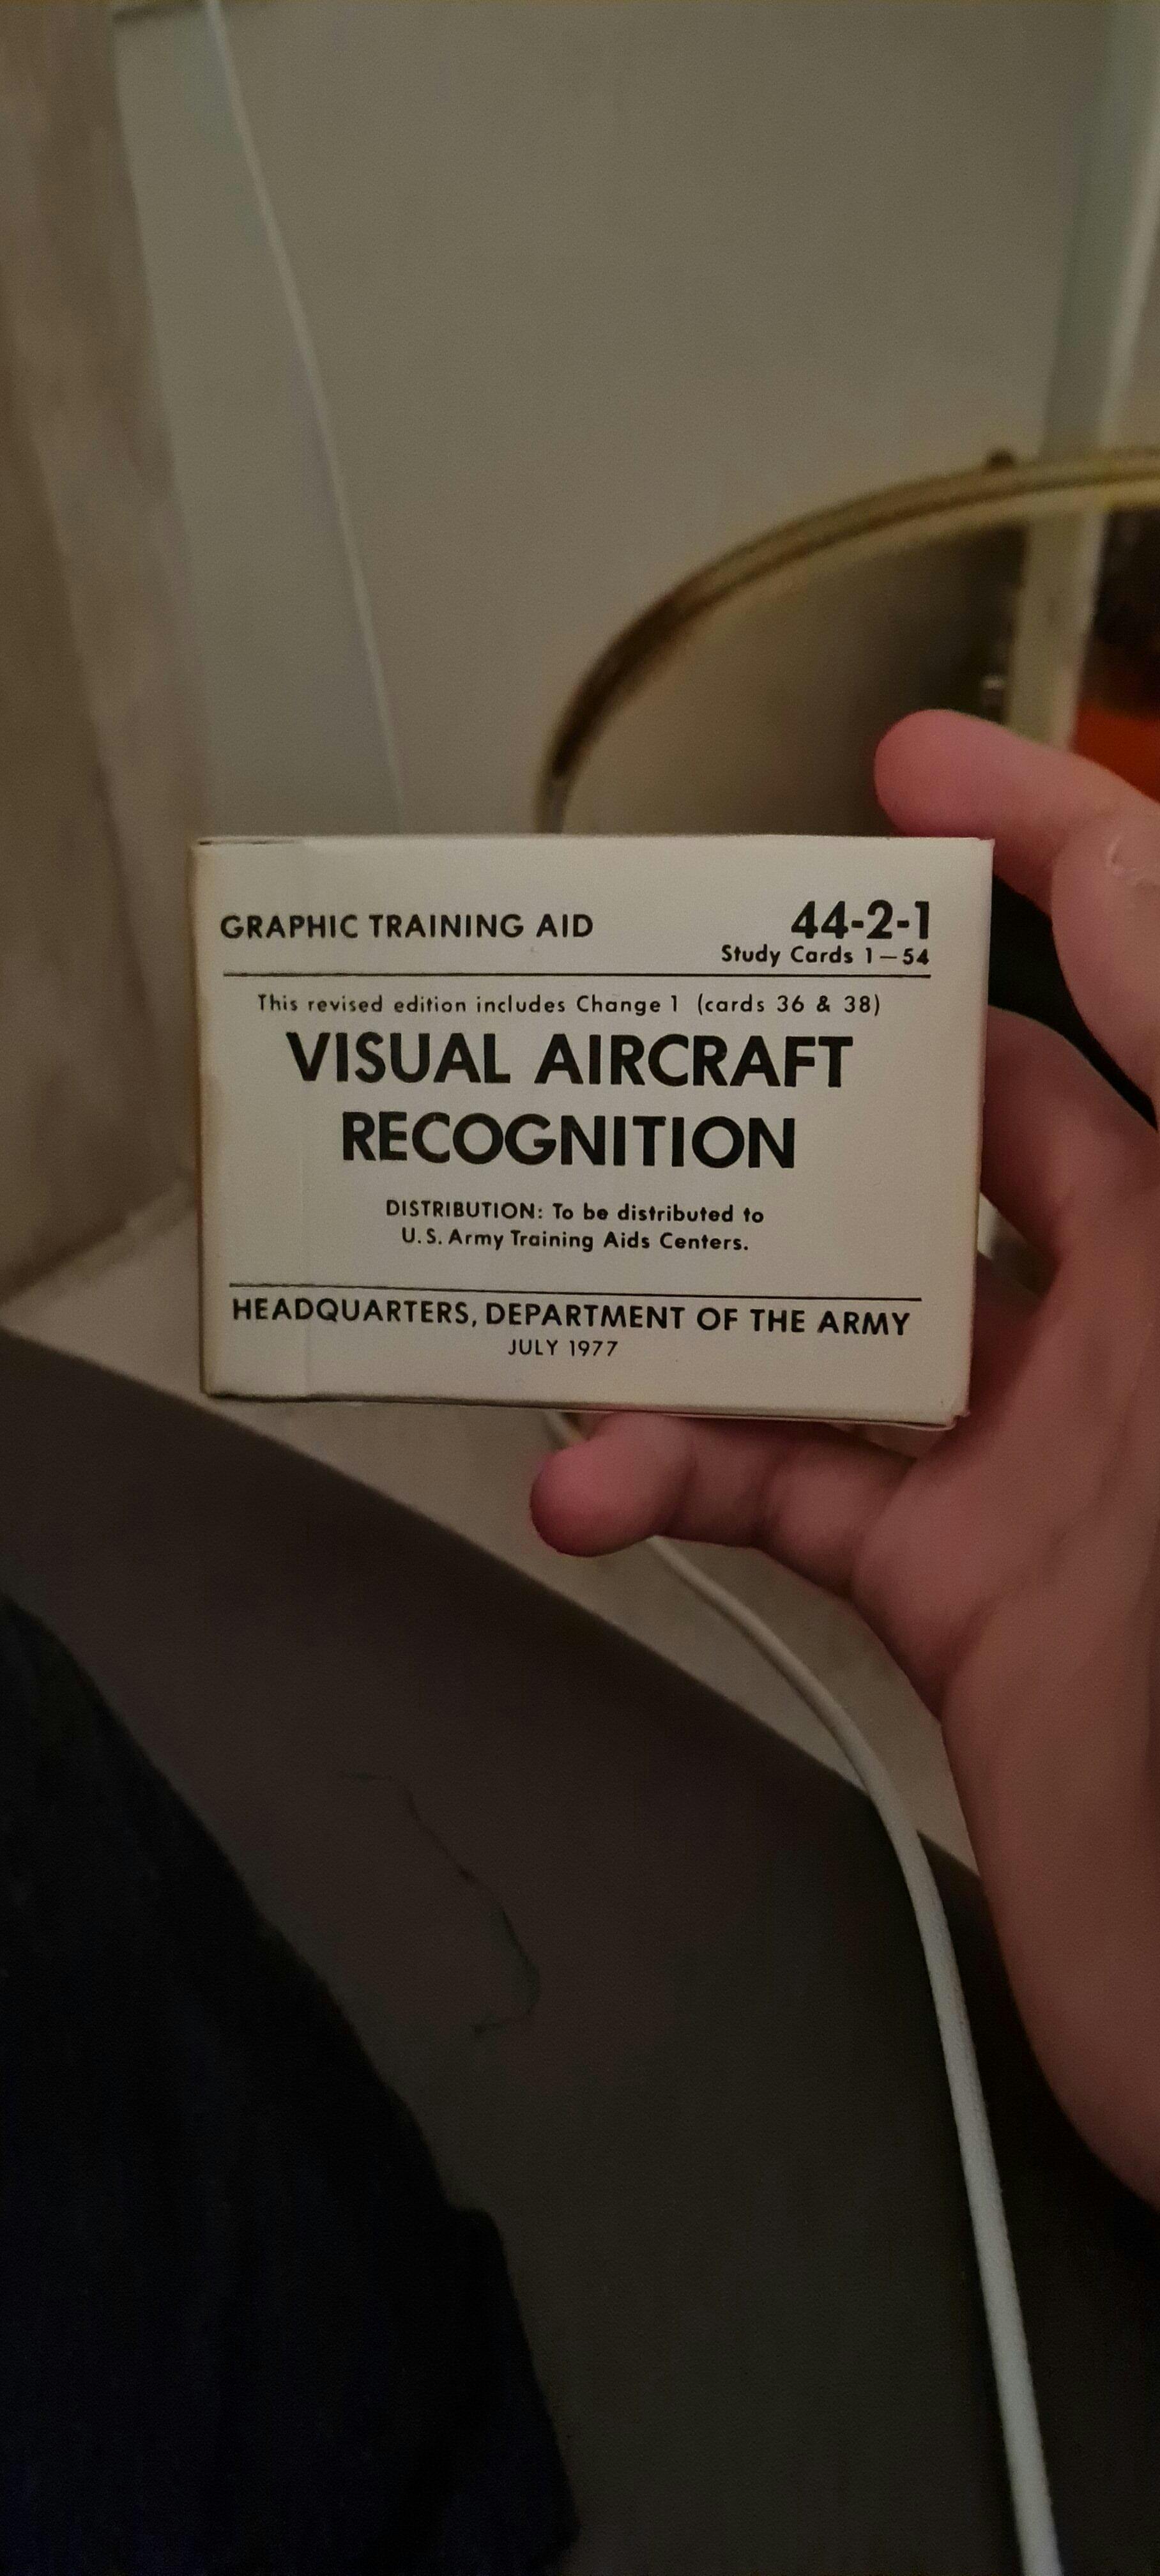 GRAPHIC TRAINING AID
44-2-1
Study Cards 1—54
This revised edition includes Change 1 (cards 36 & 38)
VISUAL AIRCRAFT
RECOGNITION
DISTRIBUTION: To be distributed to
U.S. Army Training Aids Centers.
HEADQUARTERS, DEPARTMENT OF THE ARMY
JULY 1977